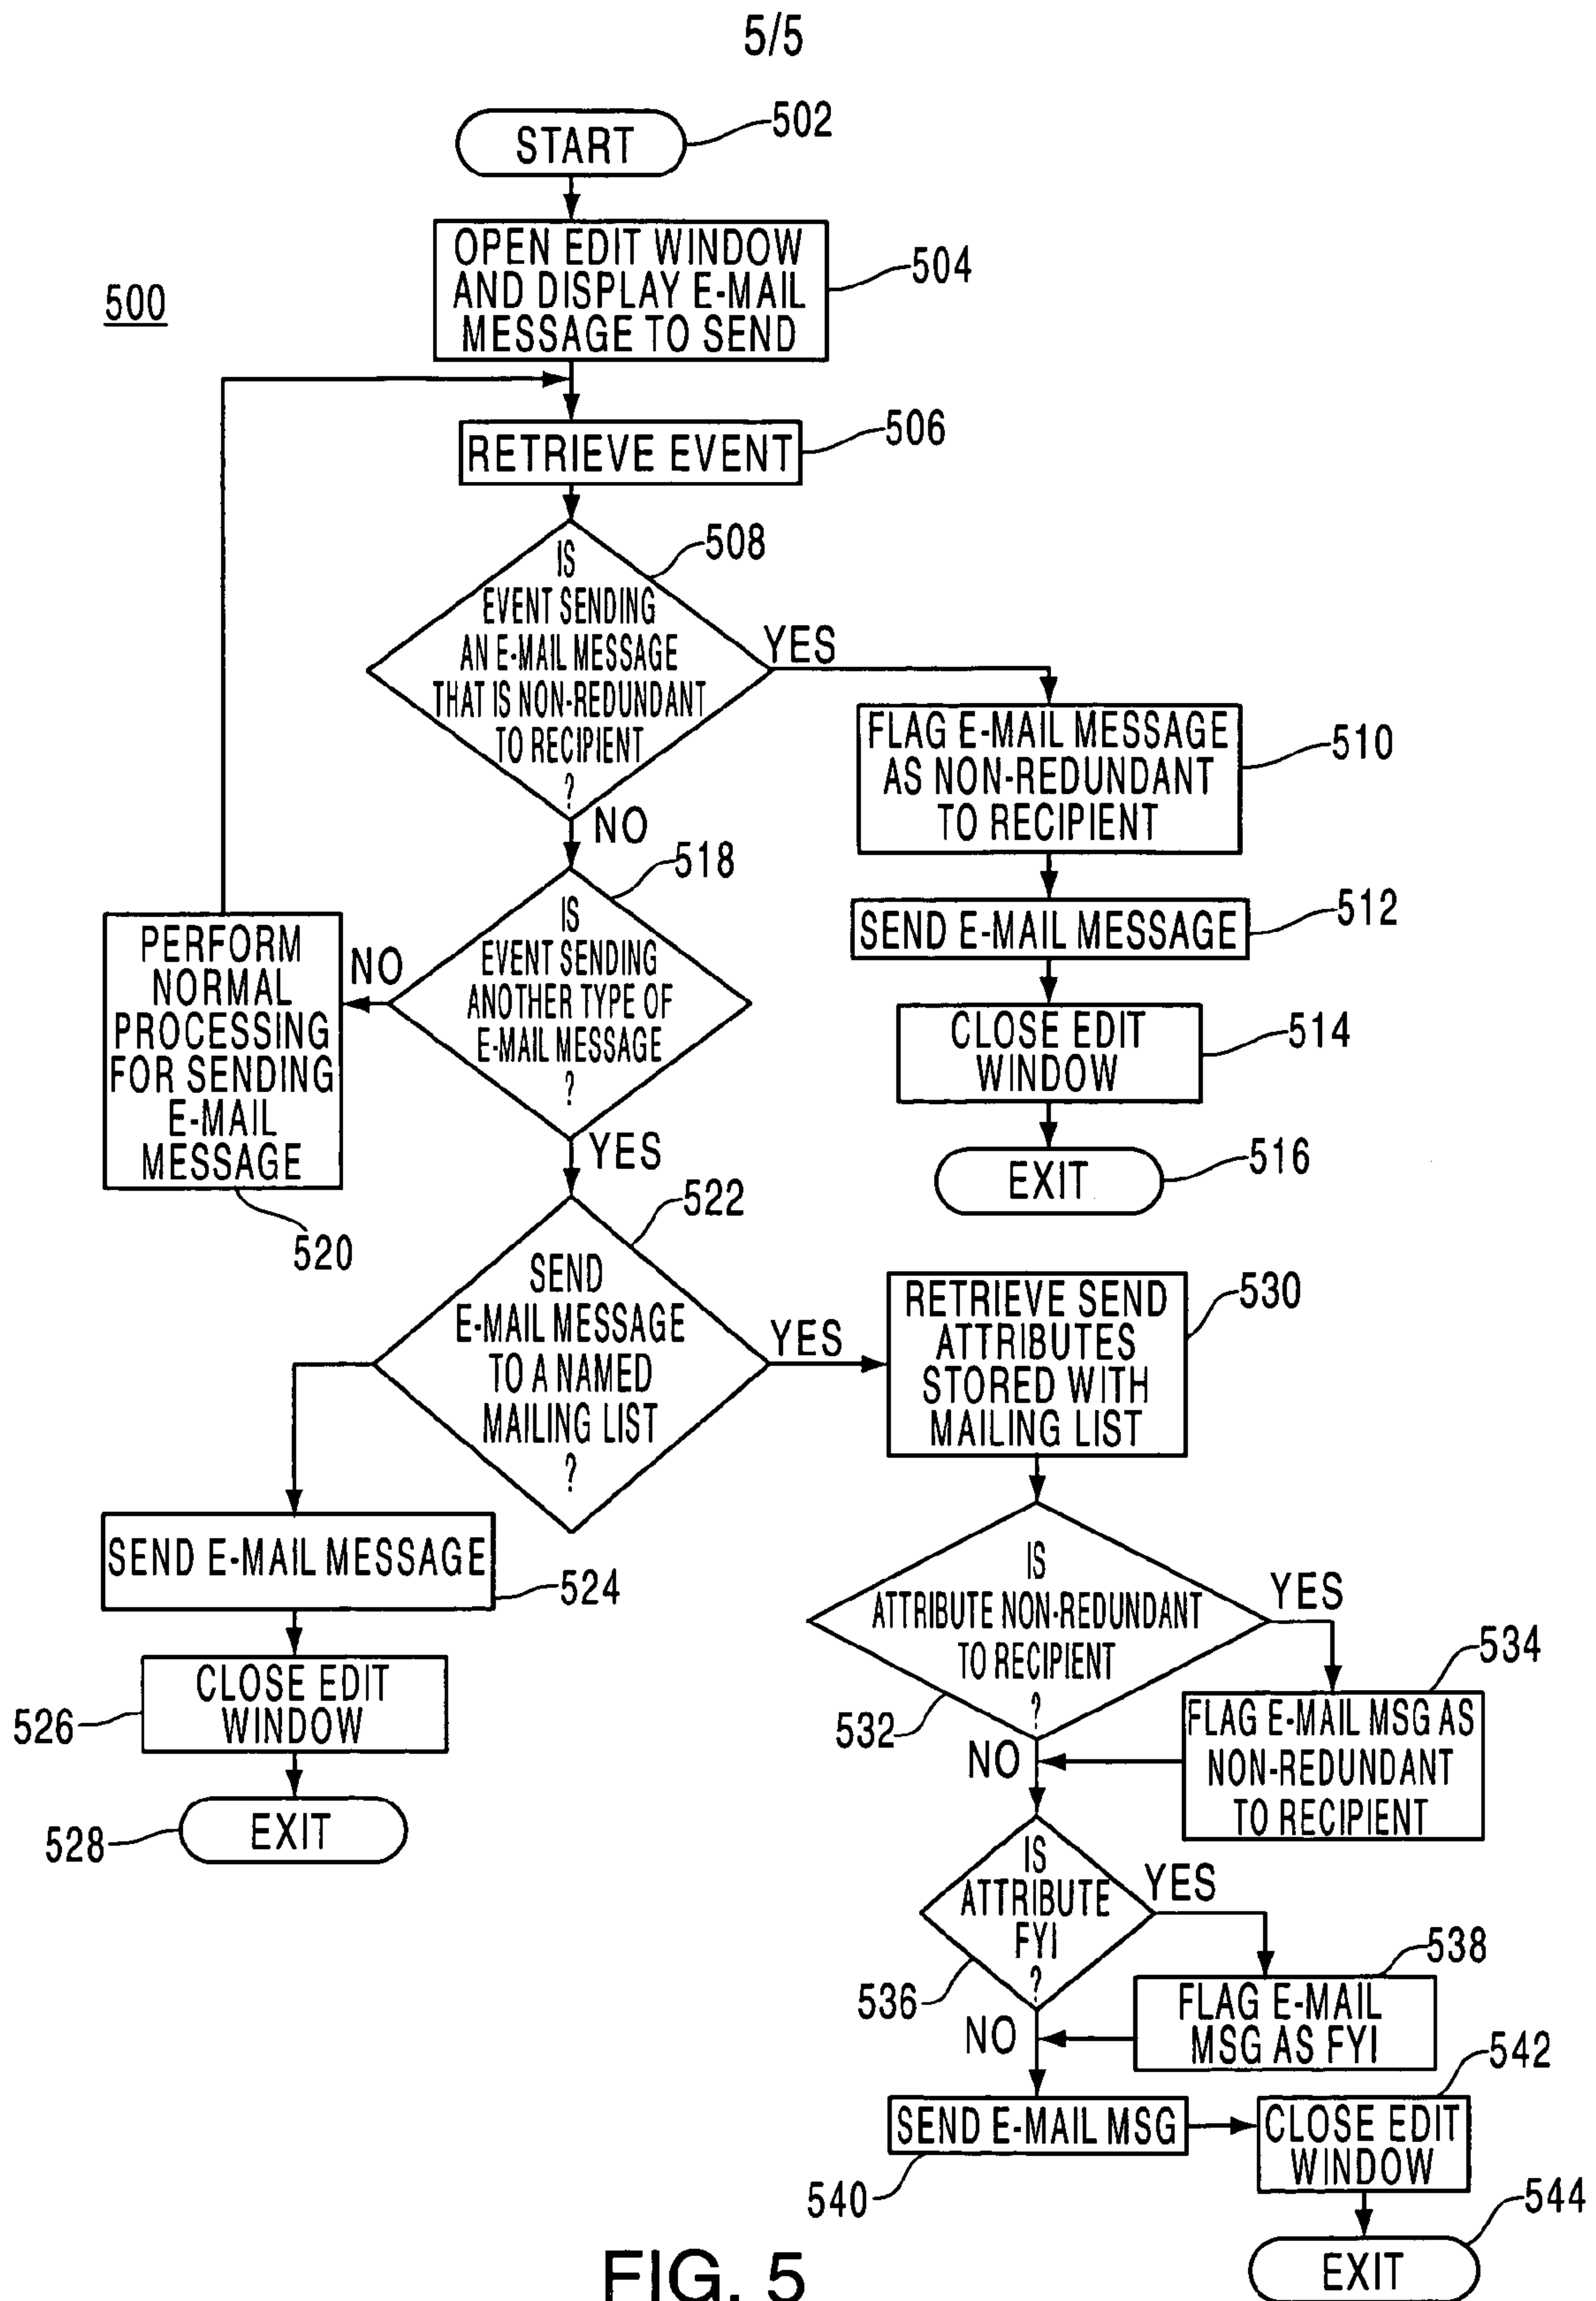 5/5
START
502
500
OPEN EDIT WINDOW
AND DISPLAY E-MAIL
MESSAGE TO SEND
504
RETRIEVE EVENT
506
IS
EVENT SENDING
AN E-MAIL MESSAGE
THAT IS NON-REDUNDANT
TO RECIPIENT
?
508
YES
NO
FLAG E-MAIL MESSAGE
AS NON-REDUNDANT
TO RECIPIENT
510
SEND E-MAIL MESSAGE
512
CLOSE EDIT
WINDOW
514
EXIT
516
IS
EVENT SENDING
ANOTHER TYPE OF
E-MAIL MESSAGE
?
518
NO
YES
PERFORM
NORMAL
PROCESSING
FOR SENDING
E-MAIL
MESSAGE
520
SEND
E-MAIL MESSAGE
TO A NAMED
MAILING LIST
?
522
YES
SEND E-MAIL MESSAGE
524
CLOSE EDIT
WINDOW
526
EXIT
528
RETRIEVE SEND
ATTRIBUTES
STORED WITH
MAILING LIST
530
IS
ATTRIBUTE NON-REDUNDANT
TO RECIPIENT
?
532
YES
NO
FLAG E-MAIL MSG AS
NON-REDUNDANT
TO RECIPIENT
534
IS
ATTRIBUTE
FYI
?
536
YES
NO
FLAG E-MAIL
MSG AS FYI
538
SEND E-MAIL MSG
540
CLOSE EDIT
WINDOW
542
EXIT
544
FIG. 5